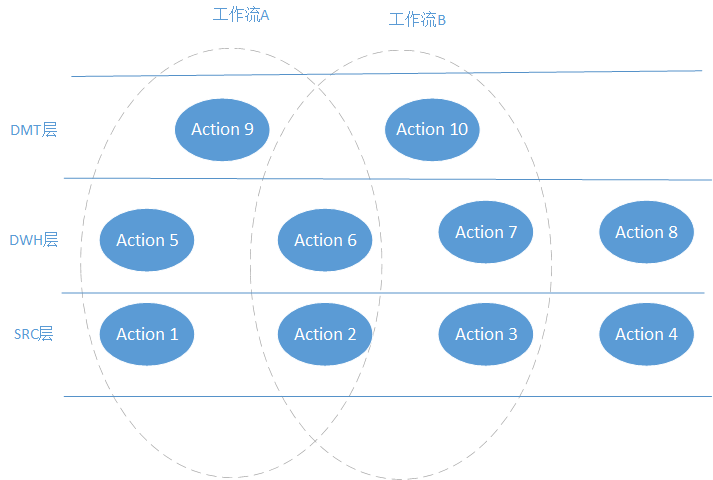 工作流A
工作流B
DMT层
Action 9
Action 10
DWH层
Action 5
Action 6
Action 7
Action 8
SRC层
Action 1
Action 2
Action 3
Action 4